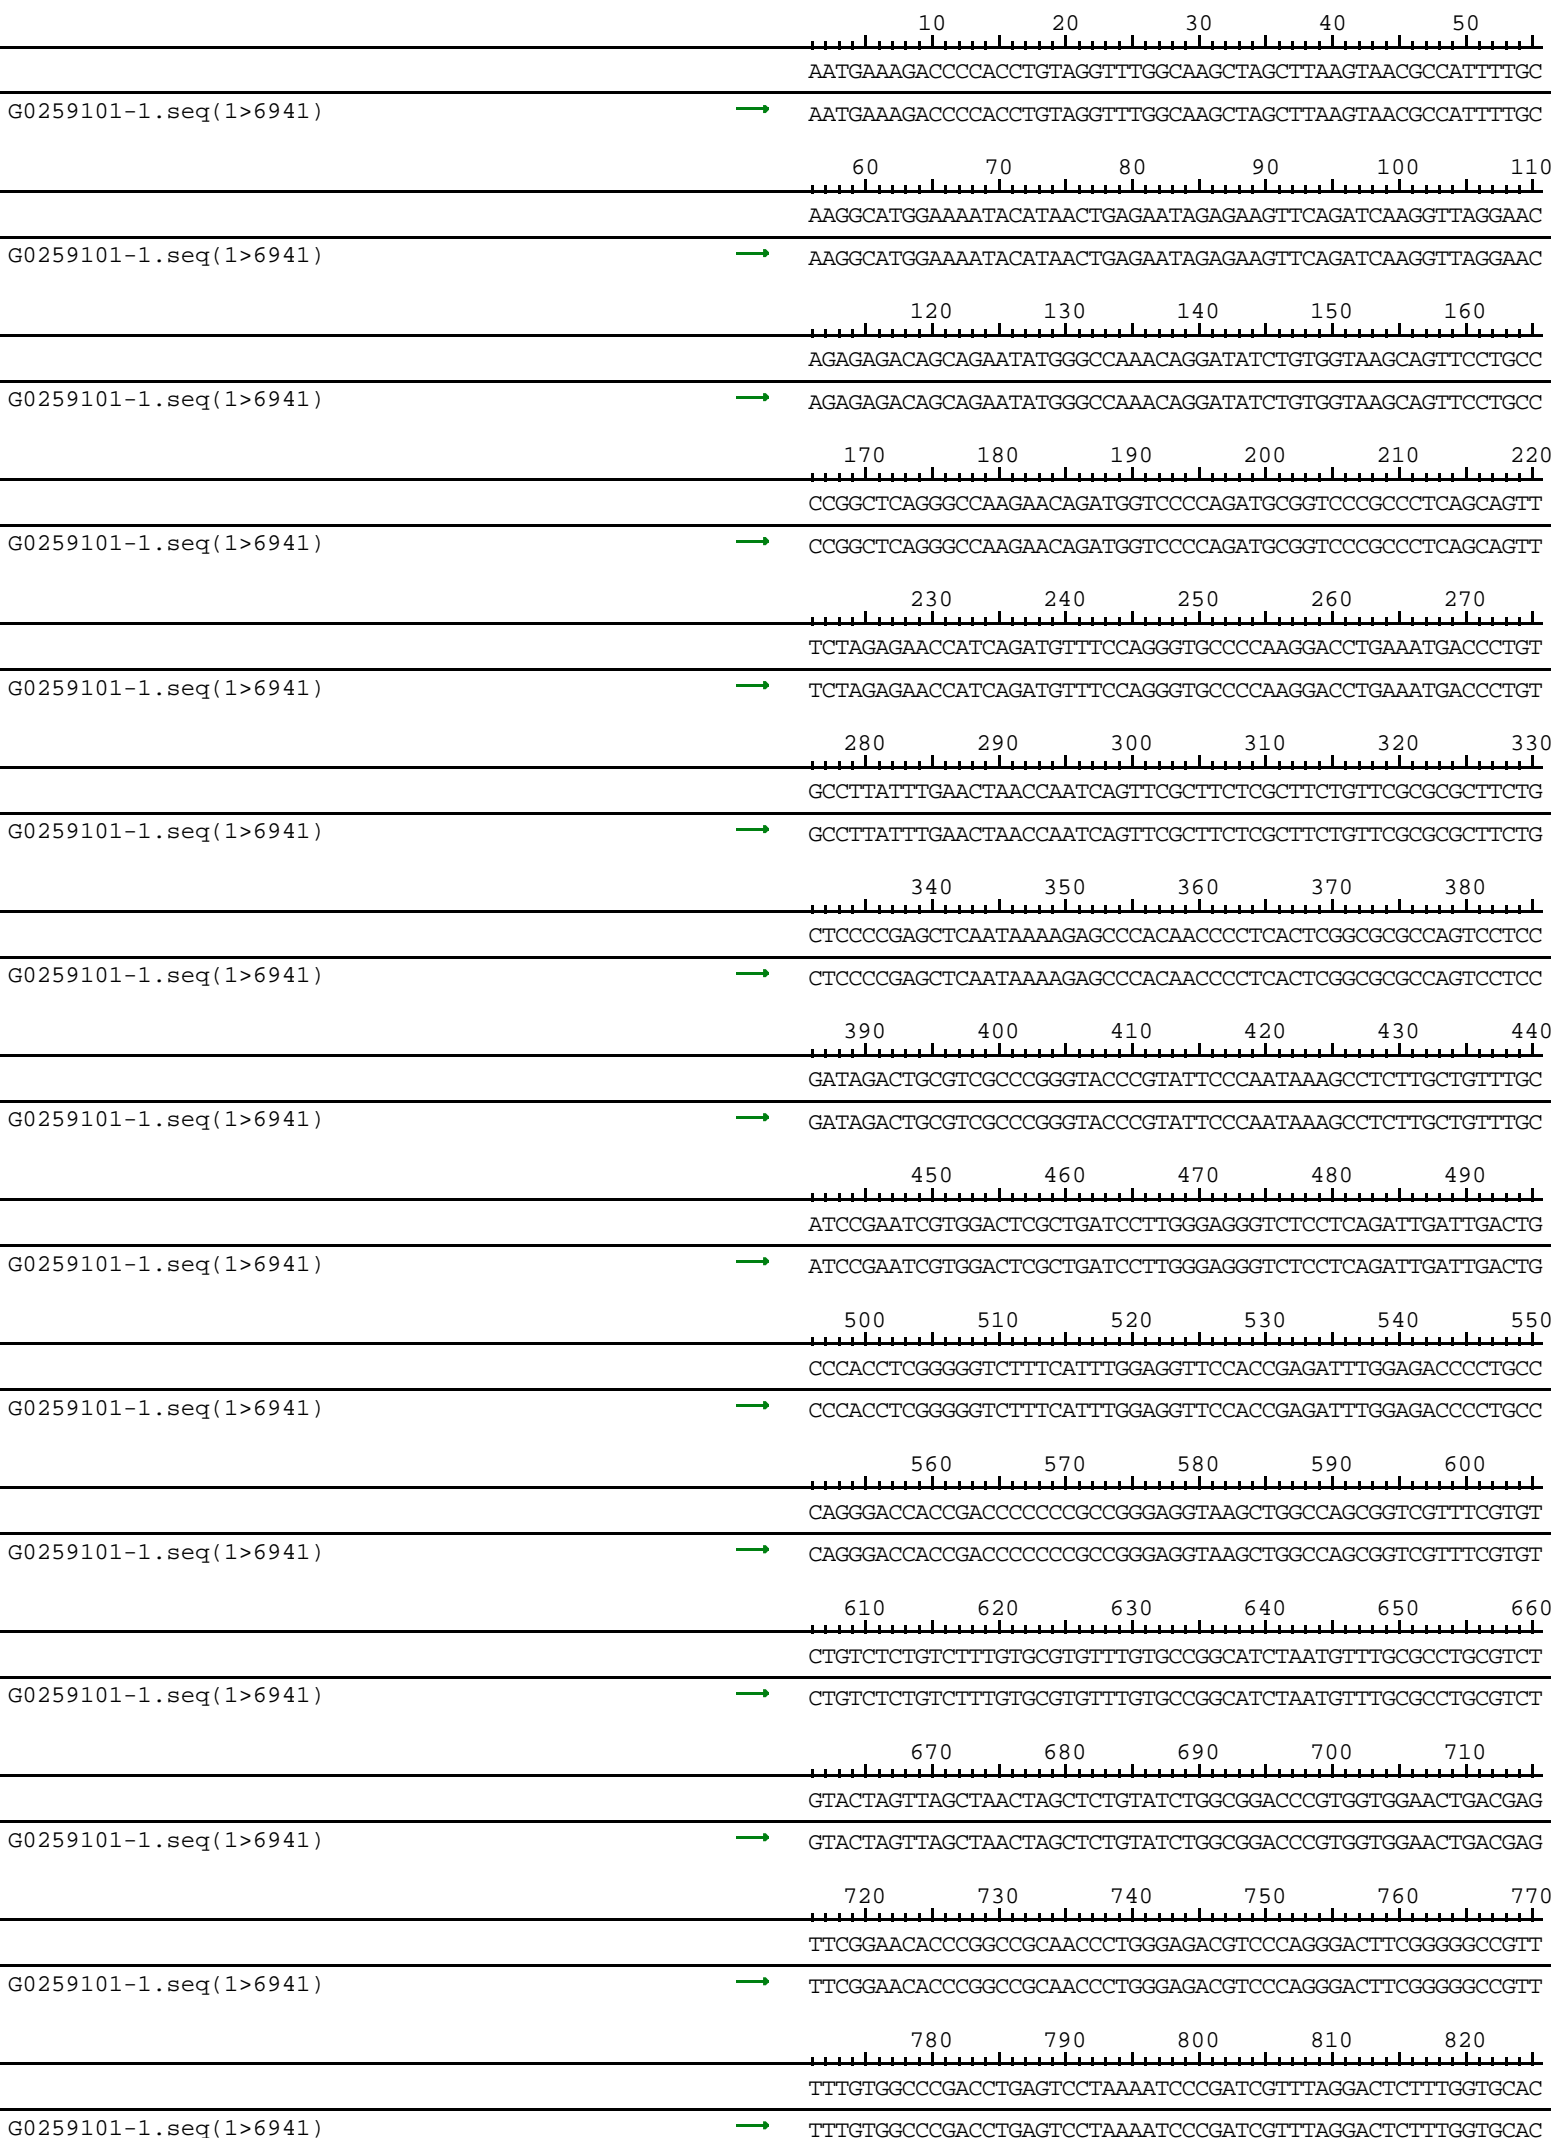 10 20 30 40 50
AATGAAAGACCCCACCTGTAGGTTTGGCAAGCTAGCTTAAGTAACGCCATTTTGC
G0259101-1.seq(1>6941) AATGAAAGACCCCACCTGTAGGTTTGGCAAGCTAGCTTAAGTAACGCCATTTTGC
60 70 80 90 100 110
AAGGCATGGAAAATACATAACTGAGAATAGAGAAGTTCAGATCAAGGTTAGGAAC
G0259101-1.seq(1>6941) AAGGCATGGAAAATACATAACTGAGAATAGAGAAGTTCAGATCAAGGTTAGGAAC
120 130 140 150 160
AGAGAGACAGCAGAATATGGGCCAAACAGGATATCTGTGGTAAGCAGTTCCTGCC
G0259101-1.seq(1>6941) AGAGAGACAGCAGAATATGGGCCAAACAGGATATCTGTGGTAAGCAGTTCCTGCC
170 180 190 200 210 220
CCGGCTCAGGGCCAAGAACAGATGGTCCCCAGATGCGGTCCCGCCCTCAGCAGTT
G0259101-1.seq(1>6941) CCGGCTCAGGGCCAAGAACAGATGGTCCCCAGATGCGGTCCCGCCCTCAGCAGTT
230 240 250 260 270
TCTAGAGAACCATCAGATGTTTCCAGGGTGCCCCAAGGACCTGAAATGACCCTGT
G0259101-1.seq(1>6941) TCTAGAGAACCATCAGATGTTTCCAGGGTGCCCCAAGGACCTGAAATGACCCTGT
280 290 300 310 320 330
GCCTTATTTGAACTAACCAATCAGTTCGCTTCTCGCTTCTGTTCGCGCGCTTCTG
G0259101-1.seq(1>6941) GCCTTATTTGAACTAACCAATCAGTTCGCTTCTCGCTTCTGTTCGCGCGCTTCTG
340 350 360 370 380
CTCCCCGAGCTCAATAAAAGAGCCCACAACCCCTCACTCGGCGCGCCAGTCCTCC
G0259101-1.seq(1>6941) CTCCCCGAGCTCAATAAAAGAGCCCACAACCCCTCACTCGGCGCGCCAGTCCTCC
390 400 410 420 430 440
GATAGACTGCGTCGCCCGGGTACCCGTATTCCCAATAAAGCCTCTTGCTGTTTGC
G0259101-1.seq(1>6941) GATAGACTGCGTCGCCCGGGTACCCGTATTCCCAATAAAGCCTCTTGCTGTTTGC
450 460 470 480 490
ATCCGAATCGTGGACTCGCTGATCCTTGGGAGGGTCTCCTCAGATTGATTGACTG
G0259101-1.seq(1>6941) ATCCGAATCGTGGACTCGCTGATCCTTGGGAGGGTCTCCTCAGATTGATTGACTG
500 510 520 530 540 550
CCCACCTCGGGGGTCTTTCATTTGGAGGTTCCACCGAGATTTGGAGACCCCTGCC
G0259101-1.seq(1>6941) CCCACCTCGGGGGTCTTTCATTTGGAGGTTCCACCGAGATTTGGAGACCCCTGCC
560 570 580 590 600
CAGGGACCACCGACCCCCCCGCCGGGAGGTAAGCTGGCCAGCGGTCGTTTCGTGT
G0259101-1.seq(1>6941) CAGGGACCACCGACCCCCCCGCCGGGAGGTAAGCTGGCCAGCGGTCGTTTCGTGT
610 620 630 640 650 660
CTGTCTCTGTCTTTGTGCGTGTTTGTGCCGGCATCTAATGTTTGCGCCTGCGTCT
G0259101-1.seq(1>6941) CTGTCTCTGTCTTTGTGCGTGTTTGTGCCGGCATCTAATGTTTGCGCCTGCGTCT
670 680 690 700 710
GTACTAGTTAGCTAACTAGCTCTGTATCTGGCGGACCCGTGGTGGAACTGACGAG
G0259101-1.seq(1>6941) GTACTAGTTAGCTAACTAGCTCTGTATCTGGCGGACCCGTGGTGGAACTGACGAG
720 730 740 750 760 770
TTCGGAACACCCGGCCGCAACCCTGGGAGACGTCCCAGGGACTTCGGGGGCCGTT
G0259101-1.seq(1>6941) TTCGGAACACCCGGCCGCAACCCTGGGAGACGTCCCAGGGACTTCGGGGGCCGTT
780 790 800 810 820
TTTGTGGCCCGACCTGAGTCCTAAAATCCCGATCGTTTAGGACTCTTTGGTGCAC
G0259101-1.seq(1>6941) TTTGTGGCCCGACCTGAGTCCTAAAATCCCGATCGTTTAGGACTCTTTGGTGCAC